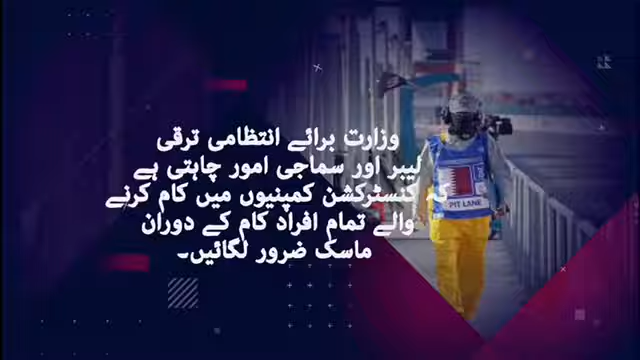 وزارت برائے انتظامی ترقی
لیبر اور سماجی امور چاہتی ہے
کہ کنسٹرکشن کمپنیوں میں کام کرنے
والے تمام افراد کام کے دوران
ماسک ضرور لگائیں۔
PIT LANE